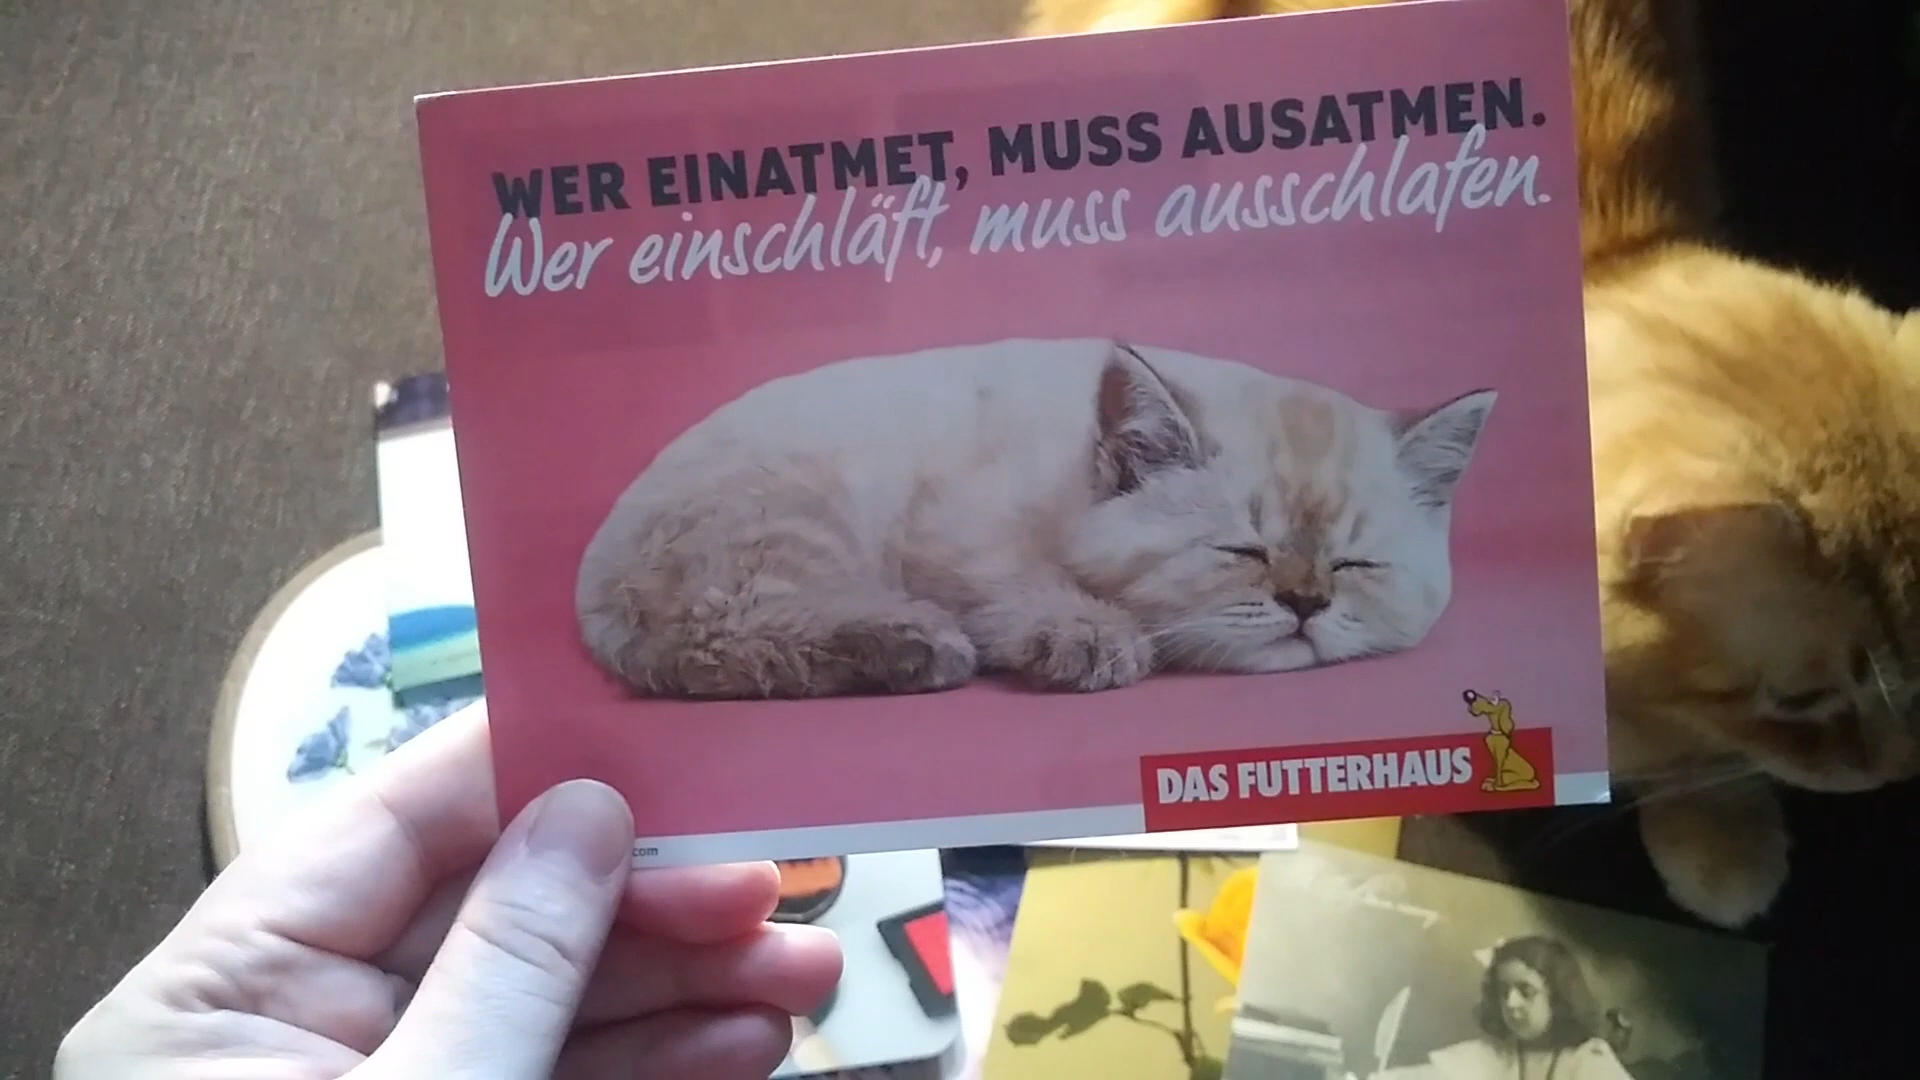 WER EINATMET, MUSS AUSATMEN.
Wer einschläft, muss ausschlafen.
DAS FUTTERHAUS
com